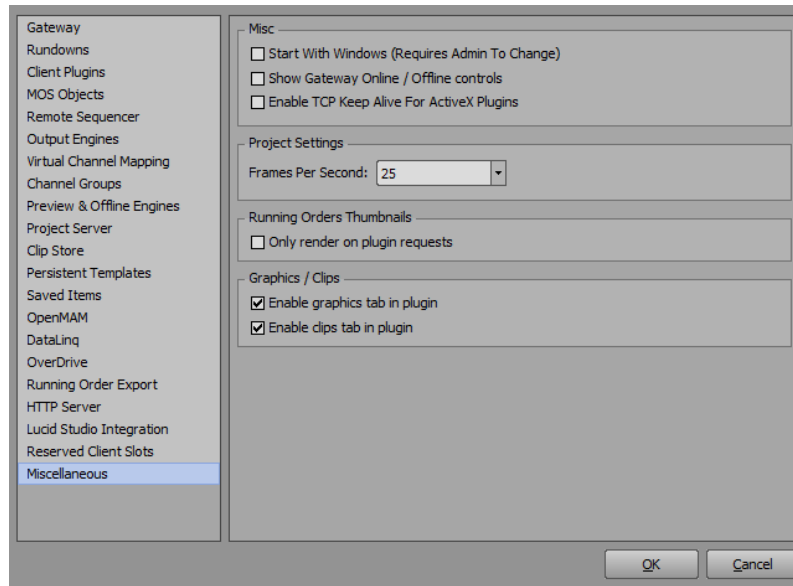 Gateway
Rundowns
Client Plugins
MOS Objects
Remote Sequencer
Output Engines
Virtual Channel Mapping
Channel Groups
Preview & Offline Engines
Project Server
Clip Store
Persistent Templates
Saved Items
OpenMAM
DataLinq
OverDrive
Running Order Export
HTTP Server
Lucid Studio Integration
Reserved Client Slots
Miscellaneous
Misc
Start With Windows (Requires Admin To Change)
Show Gateway Online / Offline controls
Enable TCP Keep Alive For ActiveX Plugins
Project Settings
Frames Per Second: 25
Running Orders Thumbnails
Only render on plugin requests
Graphics / Clips
Enable graphics tab in plugin
Enable clips tab in plugin
OK Cancel